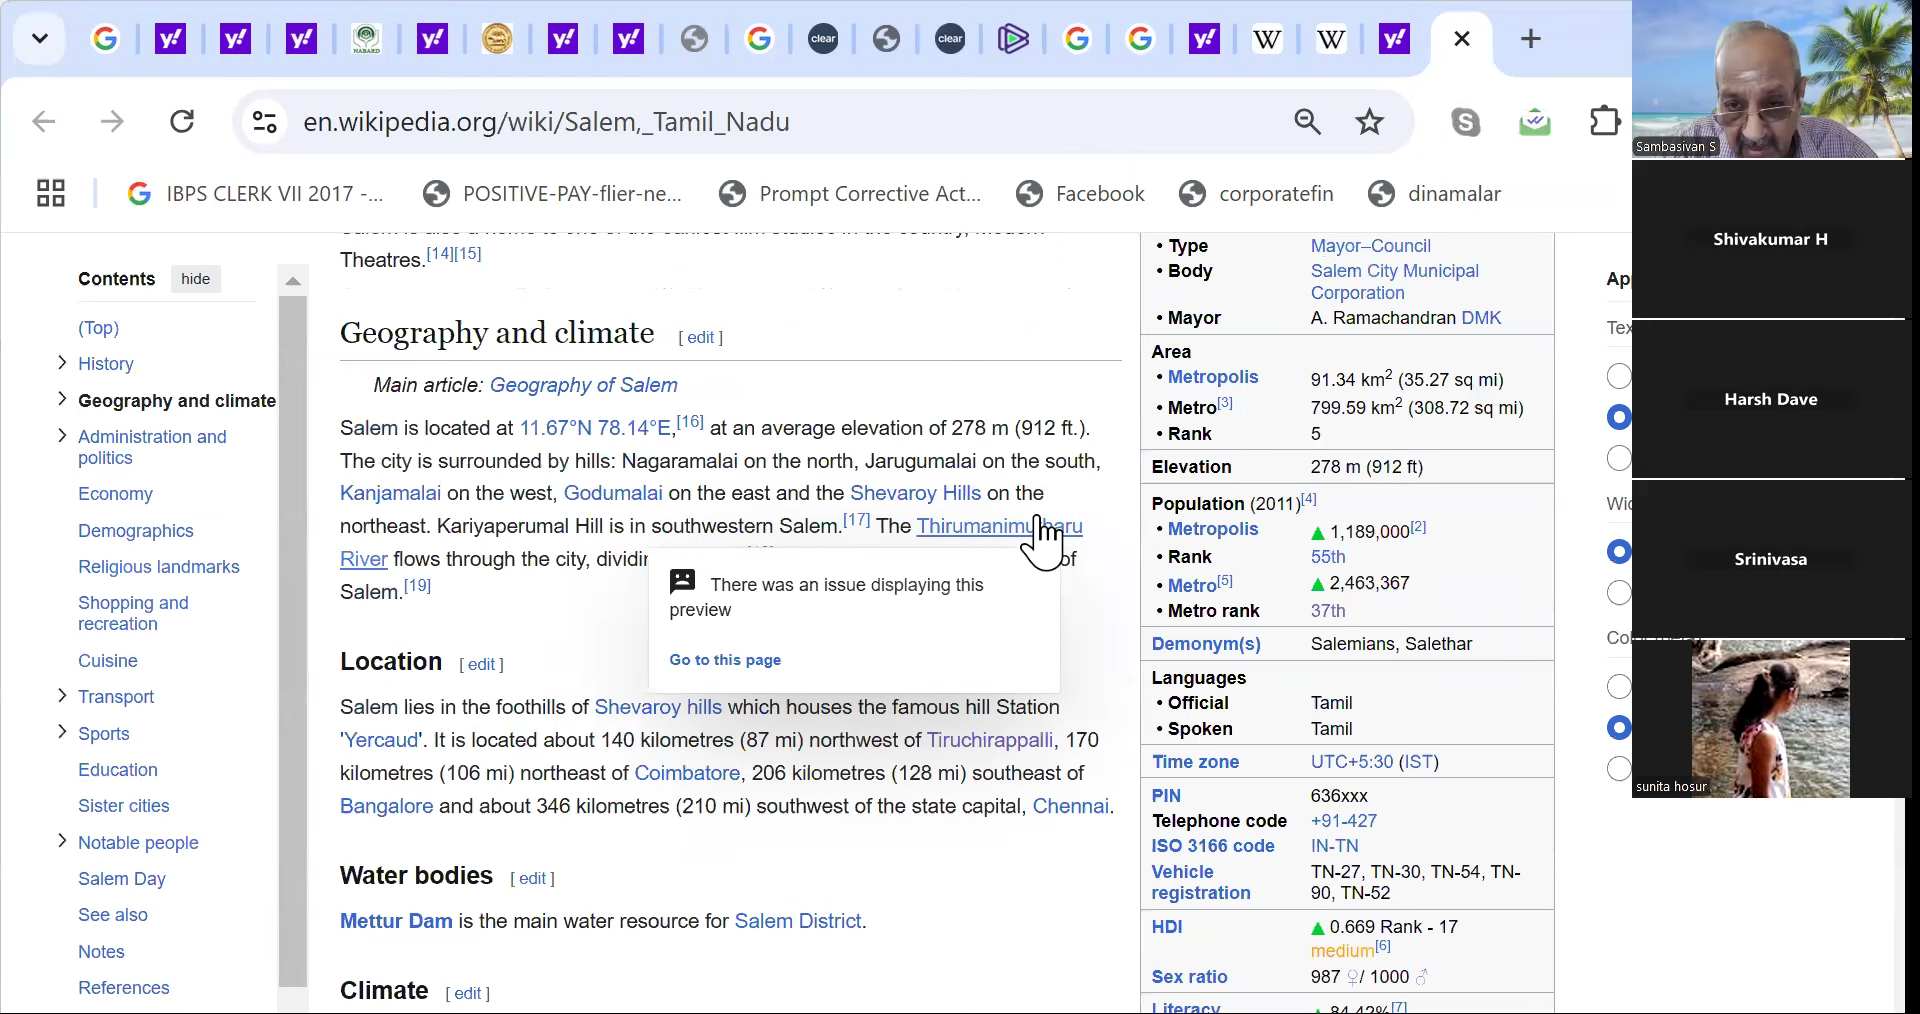 en.wikipedia.org/wiki/Salem,_Tamil_Nadu
IBPS CLERK VII 2017 -...
POSITIVE-PAY-flier-ne...
Prompt Corrective Act...
Facebook
corporatefin
dinamalar
Contents hide
(Top)
History
Geography and climate
Administration and
politics
Economy
Demographics
Religious landmarks
Shopping and
recreation
Cuisine
Transport
Sports
Education
Sister cities
Notable people
Salem Day
See also
Notes
References
Theatres.[14][15]
Geography and climate [ edit ]
Main article: Geography of Salem
Salem is located at 11.67°N 78.14°E,[16] at an average elevation of 278 m (912 ft.).
The city is surrounded by hills: Nagaramalai on the north, Jarugumalai on the south,
Kanjamalai on the west, Godumalai on the east and the Shevaroy Hills on the
northeast. Kariyaperumal Hill is in southwestern Salem.[17] The
River flows through the city, of
Salem.[19]
There was an issue displaying this
preview
Go to this page
Location [ edit ]
Salem lies in the foothills of Shevaroy hills which houses the famous hill Station
'Yercaud'. It is located about 140 kilometres (87 mi) northwest of Tiruchirappalli, 170
kilometres (106 mi) northeast of Coimbatore, 206 kilometres (128 mi) southeast of
Bangalore and about 346 kilometres (210 mi) southwest of the state capital, Chennai.
Water bodies [ edit ]
Mettur Dam is the main water resource for Salem District.
Climate [ edit ]
• Type Mayor–Council
• Body Salem City Municipal
Corporation
• Mayor A. Ramachandran DMK
Area
• Metropolis 91.34 km2 (35.27 sq mi)
• Metro[3] 799.59 km2 (308.72 sq mi)
• Rank 5
Elevation 278 m (912 ft)
Population (2011)[4]
• Metropolis ▲ 1,189,000[2]
• Rank 55th
• Metro[5] ▲ 2,463,367
• Metro rank 37th
Demonym(s) Salemians, Salethar
Languages
• Official Tamil
• Spoken Tamil
Time zone UTC+5:30 (IST)
PIN 636xxx
Telephone code +91-427
ISO 3166 code IN-TN
Vehicle TN-27, TN-30, TN-54, TN-
registration 90, TN-52
HDI ▲ 0.669 Rank - 17
medium[6]
Sex ratio 987 ♀/ 1000 ♂
Literacy ▲ 84.42%[7]
Sambasivan S
Shivakumar H
Harsh Dave
Srinivasa
sunita hosur